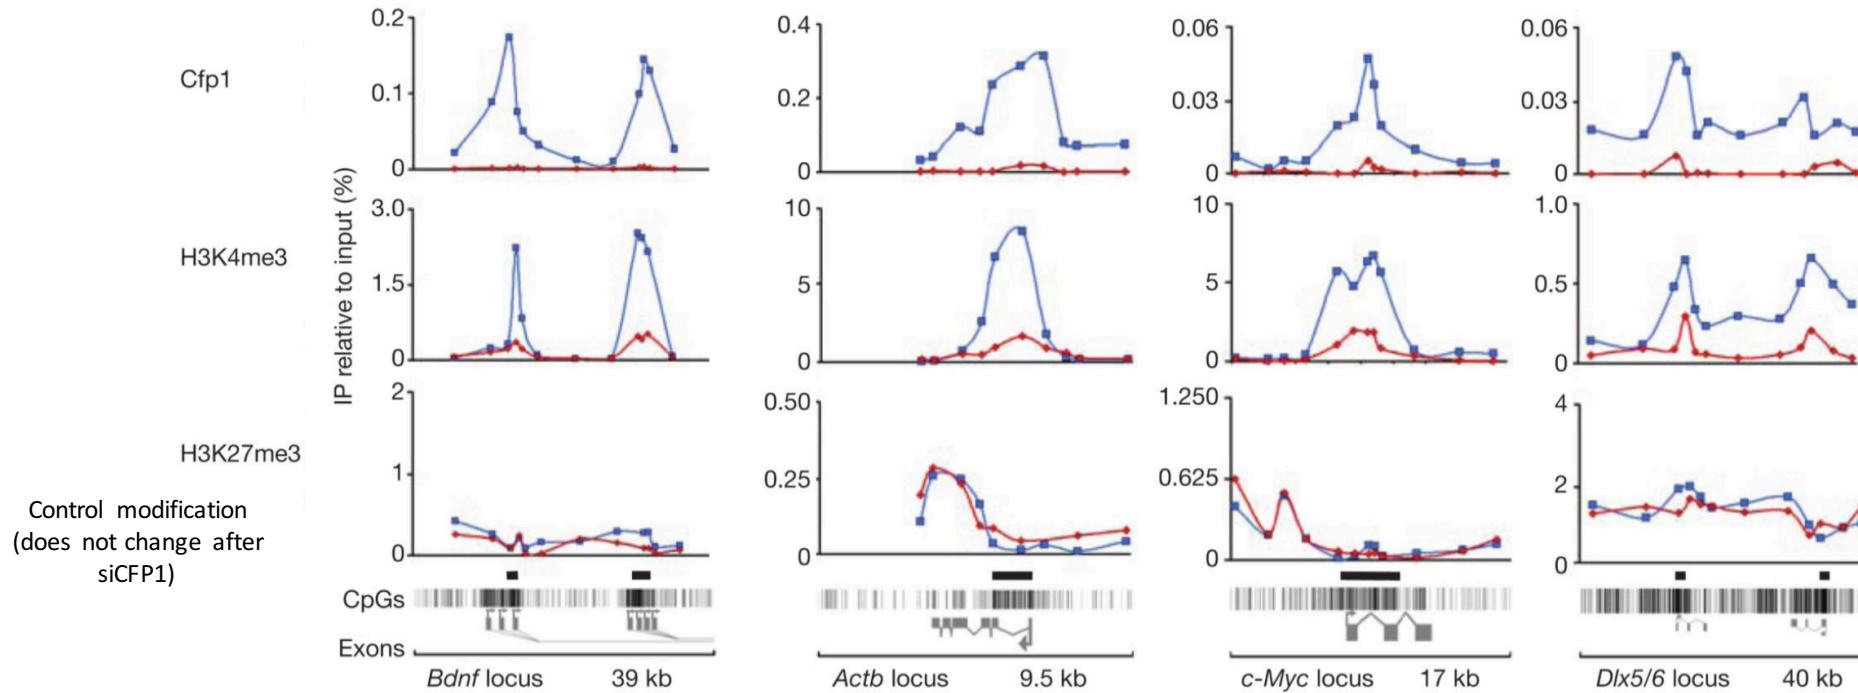 Cfp1
0.2
0.1
0
0.4
0.2
0
0.06
0.03
0
0.06
0.03
0
IP relative to input (%)
H3K4me3
3.0
1.5
0
10
5
0
10
5
0
1.0
0.5
0
H3K27me3
2
1
0
0.50
0.25
0
1.250
0.625
0
4
2
0
Control modification
(does not change after
siCFP1)
CpGs
Exons
Bdnf locus 39 kb
Actb locus 9.5 kb
c-Myc locus 17 kb
Dlx5/6 locus 40 kb